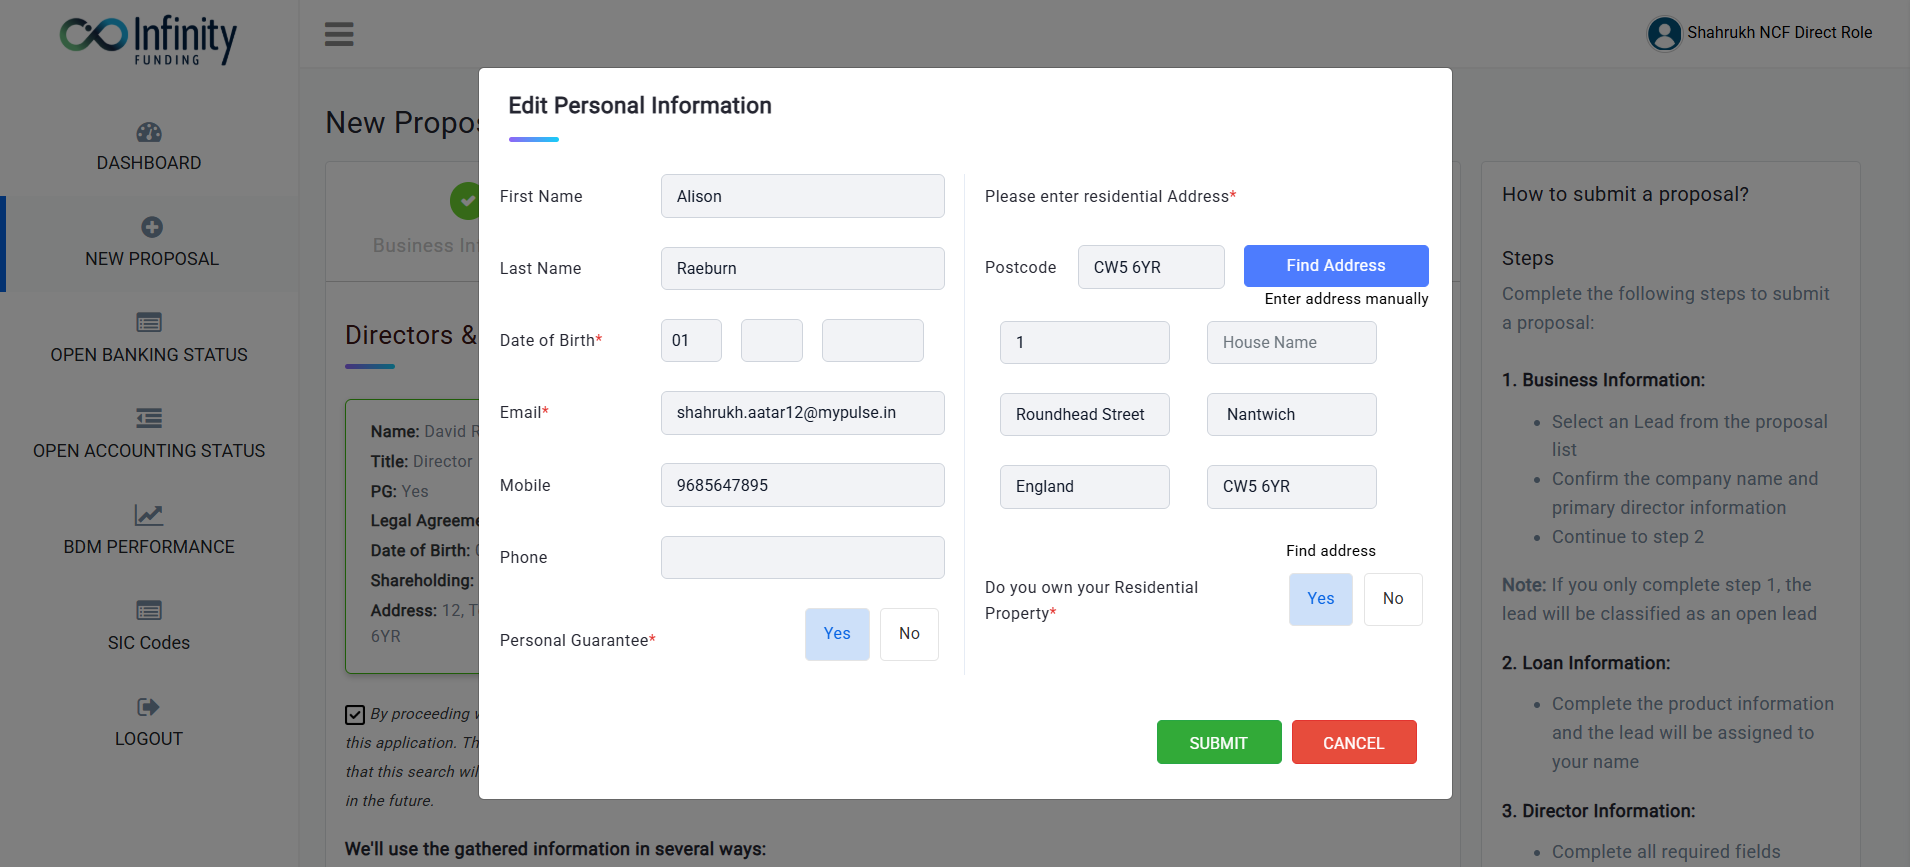 Infinity
FUNDING
DASHBOARD
NEW PROPOSAL
OPEN BANKING STATUS
OPEN ACCOUNTING STATUS
BDM PERFORMANCE
SIC Codes
LOGOUT
Shahrukh NCF Direct Role
New Propo
Business In
Directors &
Name: David R
Title: Director
PG: Yes
Legal Agreeme
Date of Birth:
Shareholding:
Address: 12, T
6YR
By proceeding
this application. Th
that this search wil
in the future.
We'll use the gathered information in several ways:
Edit Personal Information
First Name
Alison
Last Name
Raeburn
Date of Birth*
01
Email*
shahrukh.aatar12@mypulse.in
Mobile
9685647895
Phone
Personal Guarantee*
Yes
No
Please enter residential Address*
Postcode
CW5 6YR
Find Address
Enter address manually
1
House Name
Roundhead Street
Nantwich
England
CW5 6YR
Find address
Do you own your Residential
Property*
Yes
No
SUBMIT
CANCEL
How to submit a proposal?
Steps
Complete the following steps to submit
a proposal:
1. Business Information:
• Select an Lead from the proposal
list
• Confirm the company name and
primary director information
• Continue to step 2
Note: If you only complete step 1, the
lead will be classified as an open lead
2. Loan Information:
• Complete the product information
and the lead will be assigned to
your name
3. Director Information:
• Complete all required fields